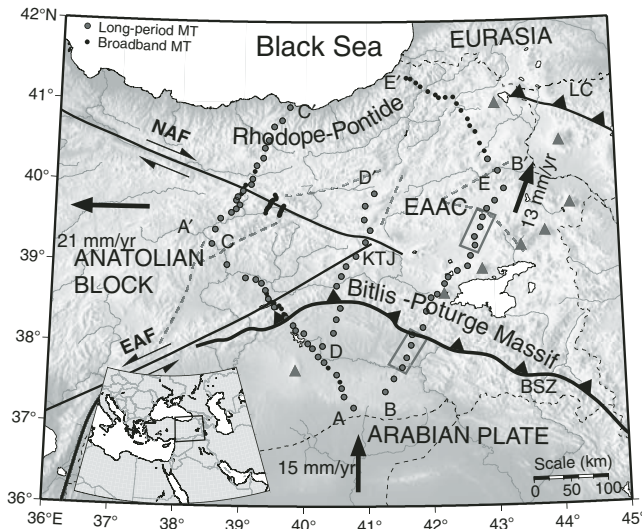 42°N
Long-period MT
Broadband MT
Black Sea
EURASIA
41°
E'
LC
C'
Rhodope-Pontide
NAF
40°
D'
B'
E
13 mm/yr
A'
EAAC
21 mm/yr
C
39°
KTJ
ANATOLIAN
BLOCK
Bitlis -Poturge Massif
EAF
38°
D
BSZ
37°
A
B
ARABIAN PLATE
15 mm/yr
Scale (km)
0 50 100
36°
36°E 37° 38° 39° 40° 41° 42° 43° 44° 45°